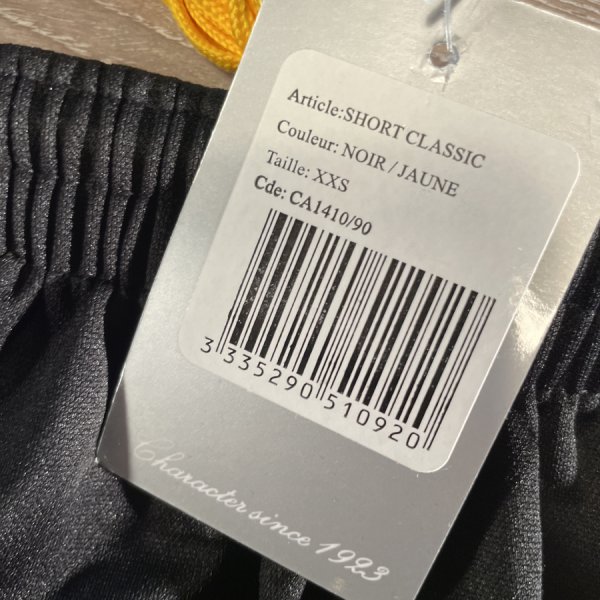 Article:SHORT CLASSIC
Couleur: NOIR / JAUNE
Taille: XXS
Cde: CA1410/90
3 335290 510920
Character since 1923